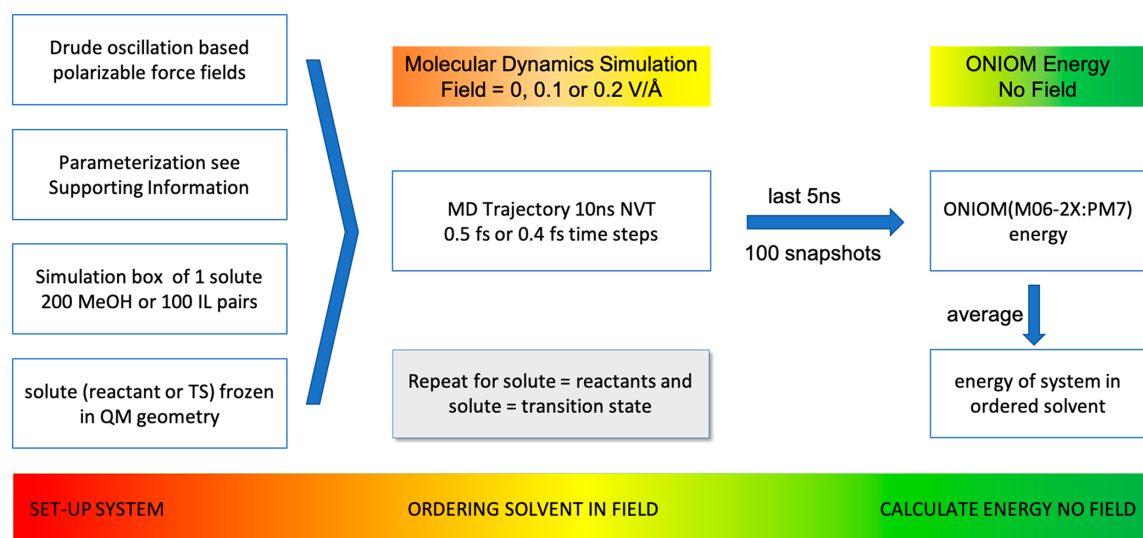 Drude oscillation based
polarizable force fields
Parameterization see
Supporting Information
Simulation box of 1 solute
200 MeOH or 100 IL pairs
solute (reactant or TS) frozen
in QM geometry
Molecular Dynamics Simulation
Field = 0, 0.1 or 0.2 V/Å
MD Trajectory 10ns NVT
0.5 fs or 0.4 fs time steps
Repeat for solute = reactants and
solute = transition state
last 5ns
100 snapshots
ONIOM Energy
No Field
ONIOM(M06-2X:PM7)
energy
average
energy of system in
ordered solvent
SET-UP SYSTEM
ORDERING SOLVENT IN FIELD
CALCULATE ENERGY NO FIELD